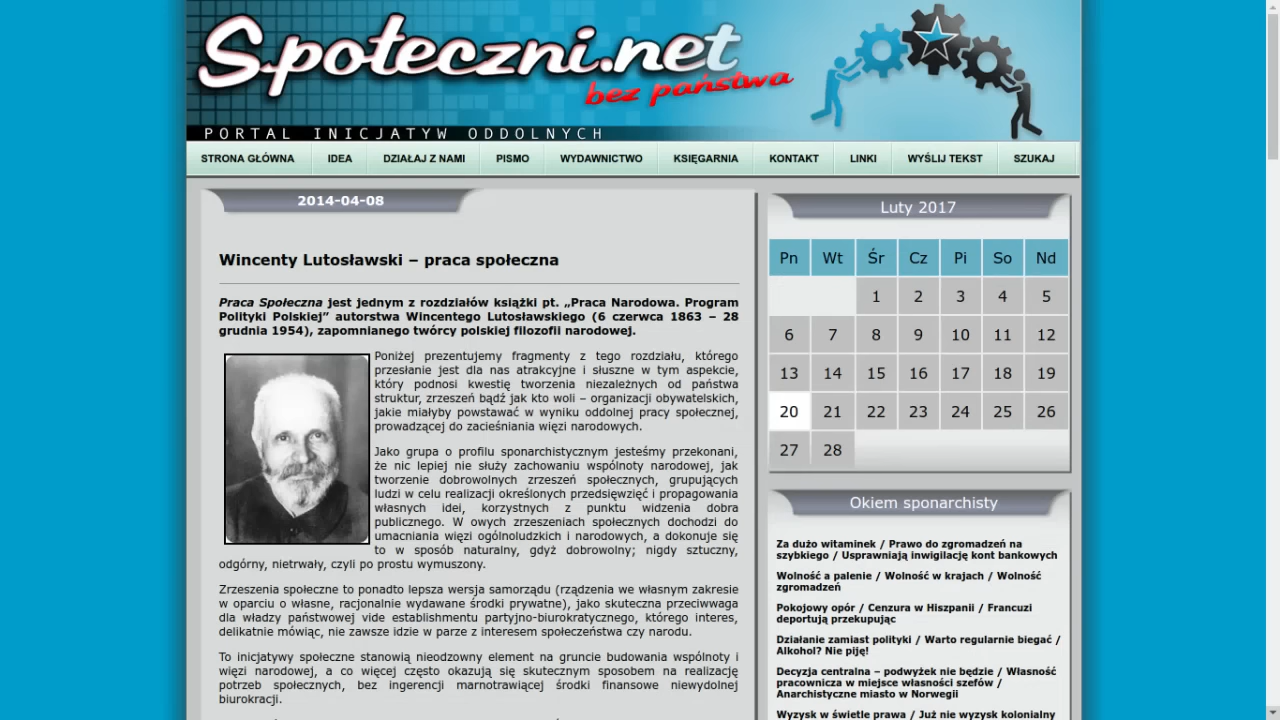 Społeczni.net
bez państwa
PORTAL INICJATYW ODDOLNYCH
STRONA GŁÓWNA IDEA DZIAŁAJ Z NAMI PISMO WYDAWNICTWO KSIĘGARNIA KONTAKT LINKI WYŚLIJ TEKST SZUKAJ
2014-04-08
Wincenty Lutosławski – praca społeczna
Praca Społeczna jest jednym z rozdziałów książki pt. „Praca Narodowa. Program
Polityki Polskiej” autorstwa Wincentego Lutosławskiego (6 czerwca 1863 – 28
grudnia 1954), zapomnianego twórcy polskiej filozofii narodowej.
Poniżej prezentujemy fragmenty z tego rozdziału, którego
przesłanie jest dla nas atrakcyjne i słuszne w tym aspekcie,
który podnosi kwestię tworzenia niezależnych od państwa
struktur, zrzeszeń bądź jak kto woli – organizacji obywatelskich,
jakie miałyby powstawać w wyniku oddolnej pracy społecznej,
prowadzącej do zacieśniania więzi narodowych.
Jako grupa o profilu sponarchistycznym jesteśmy przekonani,
że nic lepiej nie służy zachowaniu wspólnoty narodowej, jak
tworzenie dobrowolnych zrzeszeń społecznych, grupujących
ludzi w celu realizacji określonych przedsięwzięć i propagowania
własnych idei, korzystnych z punktu widzenia dobra
publicznego. W owych zrzeszeniach społecznych dochodzi do
umacniania więzi ogólnoludzkich i narodowych, a dokonuje się
to w sposób naturalny, gdyż dobrowolny; nigdy sztuczny,
odgórny, nietrwały, czyli po prostu wymuszony.
Zrzeszenia społeczne to ponadto lepsza wersja samorządu (rządzenia we własnym zakresie
w oparciu o własne, racjonalnie wydawane środki prywatne), jako skuteczna przeciwwaga
dla władzy państwowej vide establishmentu partyjno-biurokratycznego, którego interes,
delikatnie mówiąc, nie zawsze idzie w parze z interesem społeczeństwa czy narodu.
To inicjatywy społeczne stanowią nieodzowny element na gruncie budowania wspólnoty i
więzi narodowej, a co więcej często okazują się skutecznym sposobem na realizację
potrzeb społecznych, bez ingerencji marnotrawiącej środki finansowe niewydolnej
biurokracji.
Luty 2017
Pn Wt Śr Cz Pi So Nd
1 2 3 4 5
6 7 8 9 10 11 12
13 14 15 16 17 18 19
20 21 22 23 24 25 26
27 28
Okiem sponarchisty
Za dużo witaminek / Prawo do zgromadzeń na
szybkiego / Usprawniają inwigilację kont bankowych
Wolność a palenie / Wolność w krajach / Wolność
zgromadzeń
Pokojowy opór / Cenzura w Hiszpanii / Francuzi
deportują przekupując
Działanie zamiast polityki / Warto regularnie biegać /
Alkohol? Nie piję!
Decyzja centralna – podwyżek nie będzie / Własność
pracownicza w miejsce własności szefów /
Anarchistyczne miasto w Norwegii
Wyzysk w świetle prawa / Już nie wyzysk kolonialny